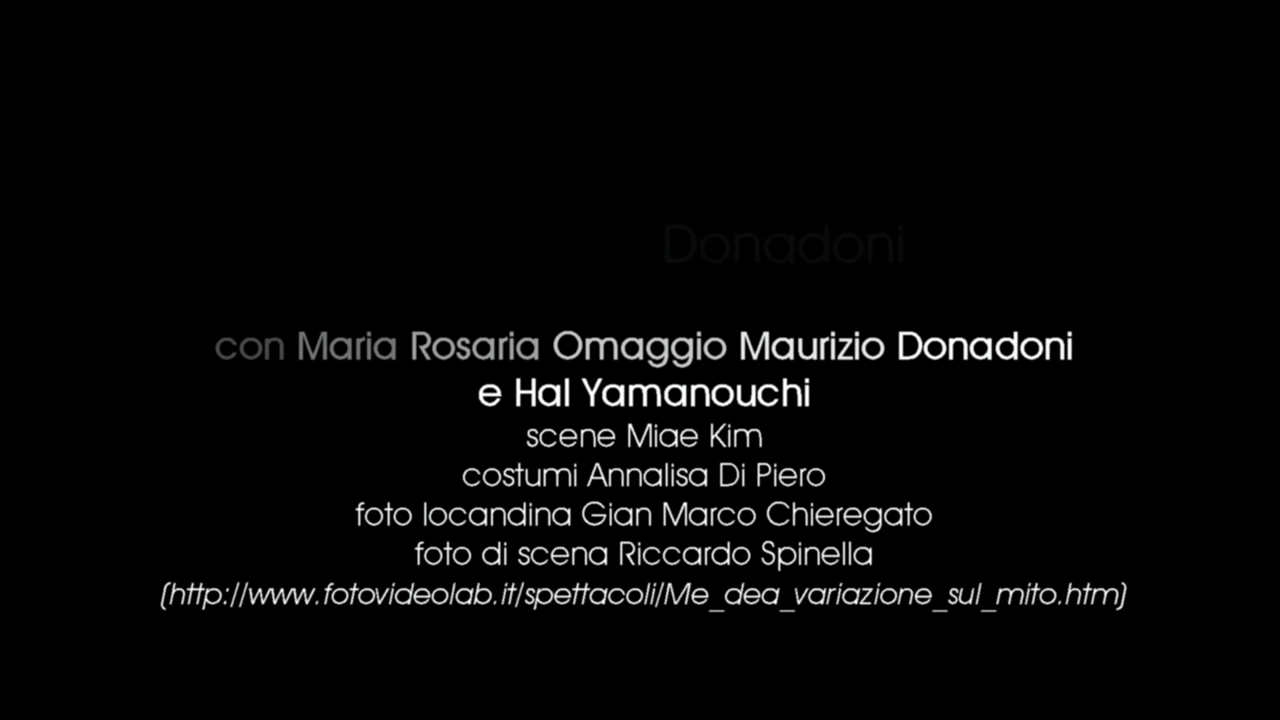 Donadoni
con Maria Rosaria Omaggio Maurizio Donadoni
e Hal Yamanouchi
scene Miae Kim
costumi Annalisa Di Piero
foto locandina Gian Marco Chieregato
foto di scena Riccardo Spinella
(http://www.fotovideolab.it/spettacoli/Me_dea_variazione_sul_mito.htm)